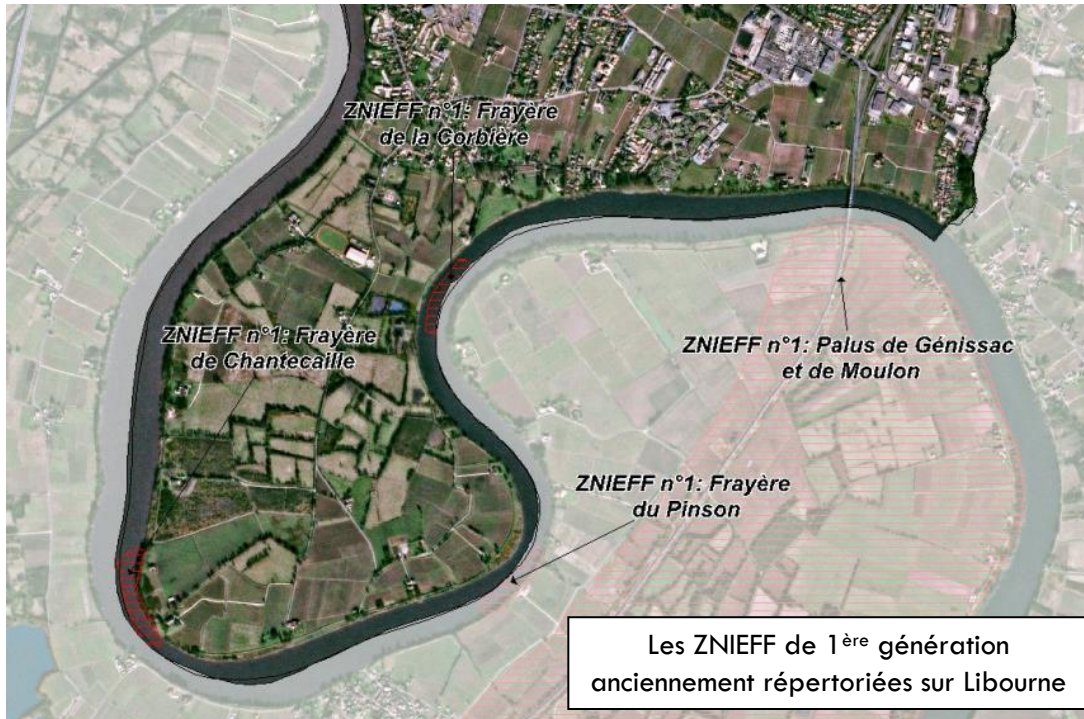 ZNIEFF n°1: Frayère
de la Corbière
ZNIEFF n°1: Frayère
de Chantecaille
ZNIEFF n°1: Palus de Génissac
et de Moulon
ZNIEFF n°1: Frayère
du Pinson
Les ZNIEFF de 1ère génération
anciennement répertoriées sur Libourne